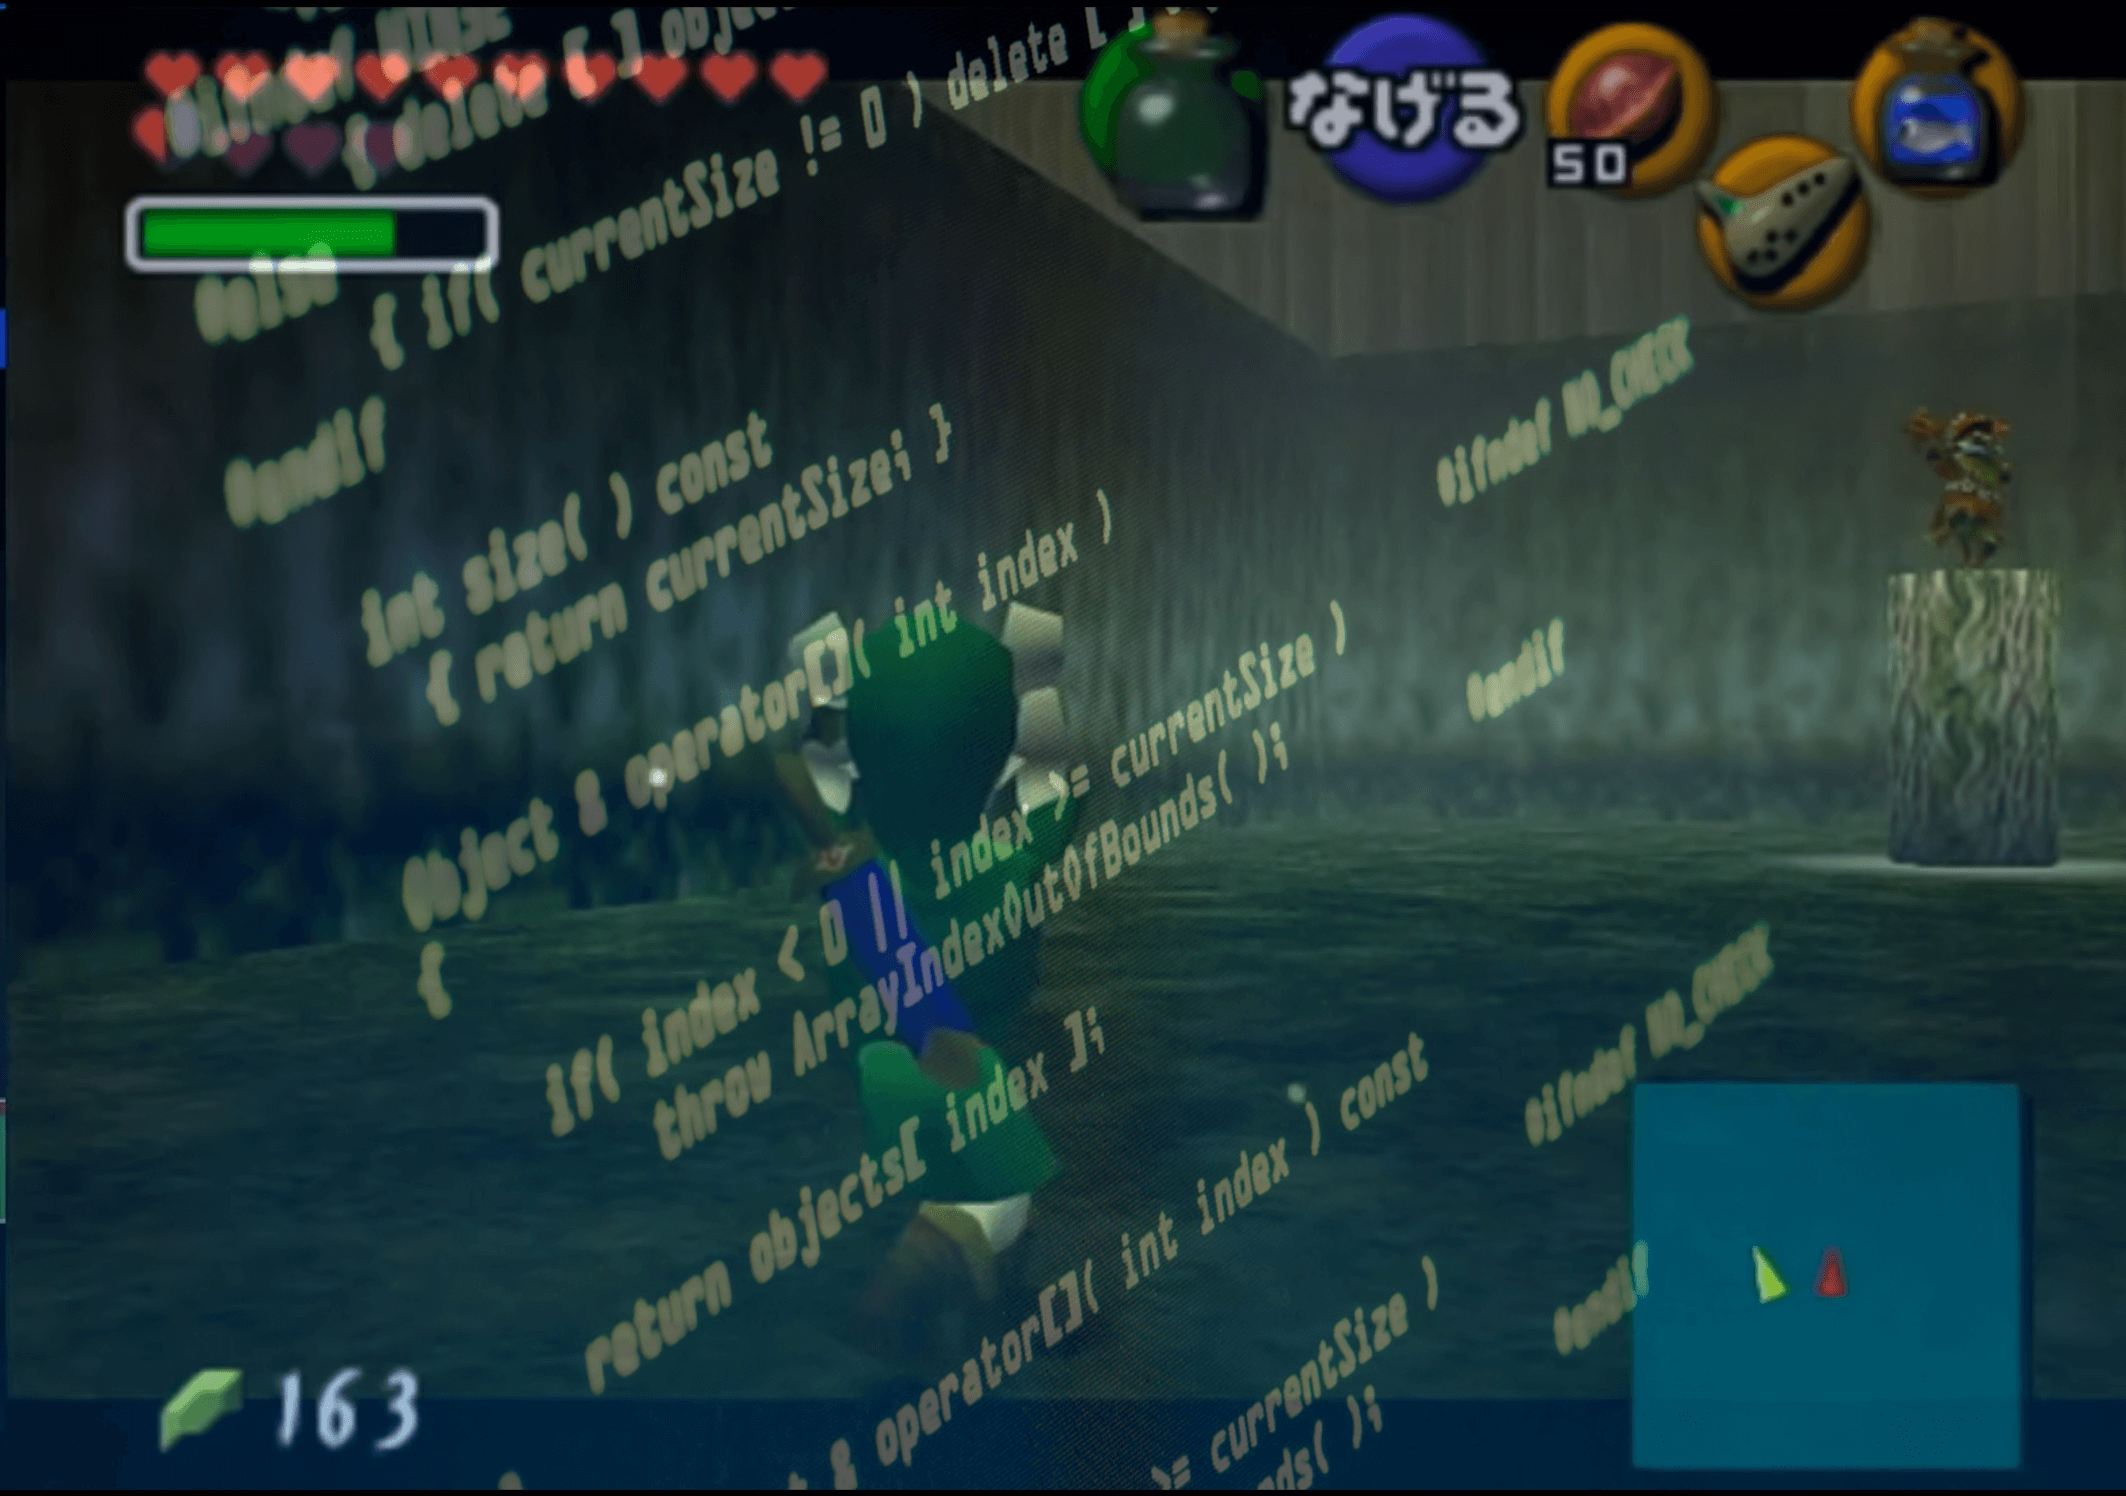 { delete [ ] obje
{ if( currentSize != 0 ) delete [ ]
@else
@endif
なげる
50
int size( ) const
{ return currentSize; }
@ifndef NO_CHECK
Object & operator[]( int index )
{
if( index < 0 || index >= currentSize )
throw ArrayIndexOutOfBounds( );
@endif
return objects[ index ];
& operator[]( int index ) const
@ifndef NO_CHECK
>= currentSize )
nds( );
@endif
163